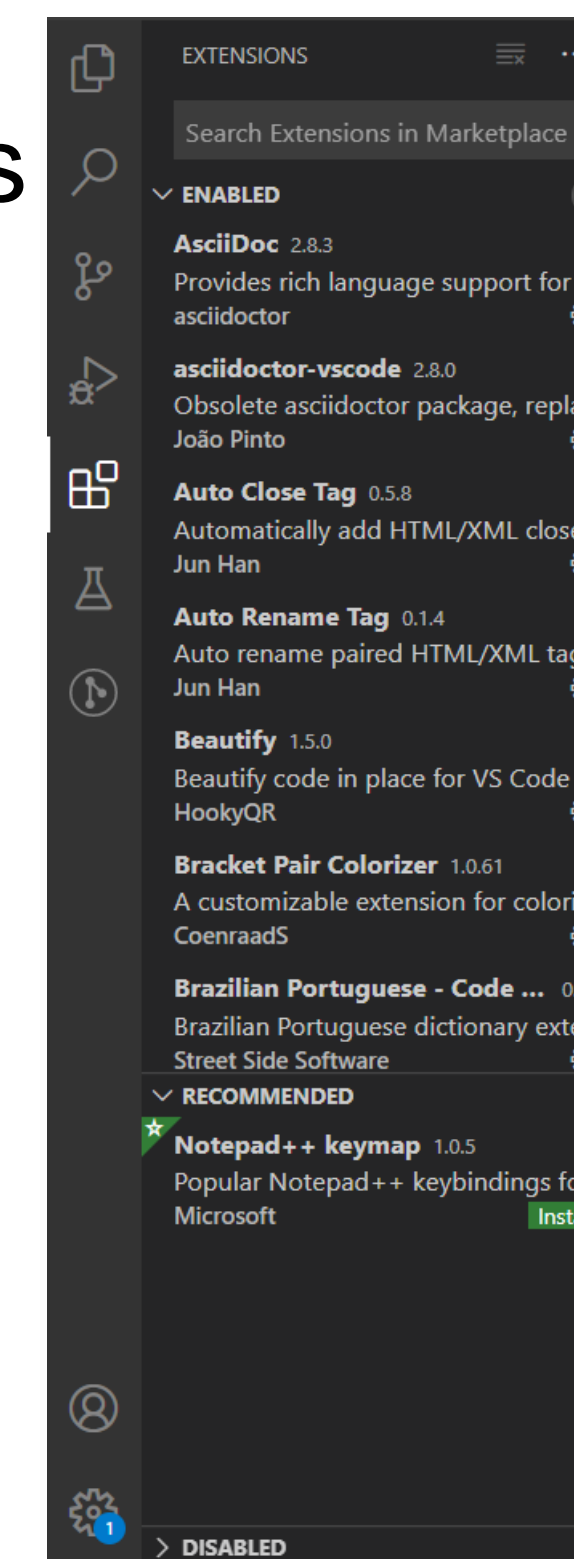 s
EXTENSIONS
Search Extensions in Marketplace
ENABLED
AsciiDoc 2.8.3
Provides rich language support for
asciidoctor
asciidoctor-vscode 2.8.0
Obsolete asciidoctor package, repla
João Pinto
Auto Close Tag 0.5.8
Automatically add HTML/XML close
Jun Han
Auto Rename Tag 0.1.4
Auto rename paired HTML/XML tag
Jun Han
Beautify 1.5.0
Beautify code in place for VS Code
HookyQR
Bracket Pair Colorizer 1.0.61
A customizable extension for colori
CoenraadS
Brazilian Portuguese - Code ... 0
Brazilian Portuguese dictionary exte
Street Side Software
RECOMMENDED
Notepad++ keymap 1.0.5
Popular Notepad++ keybindings fo
Microsoft Inst
1
DISABLED